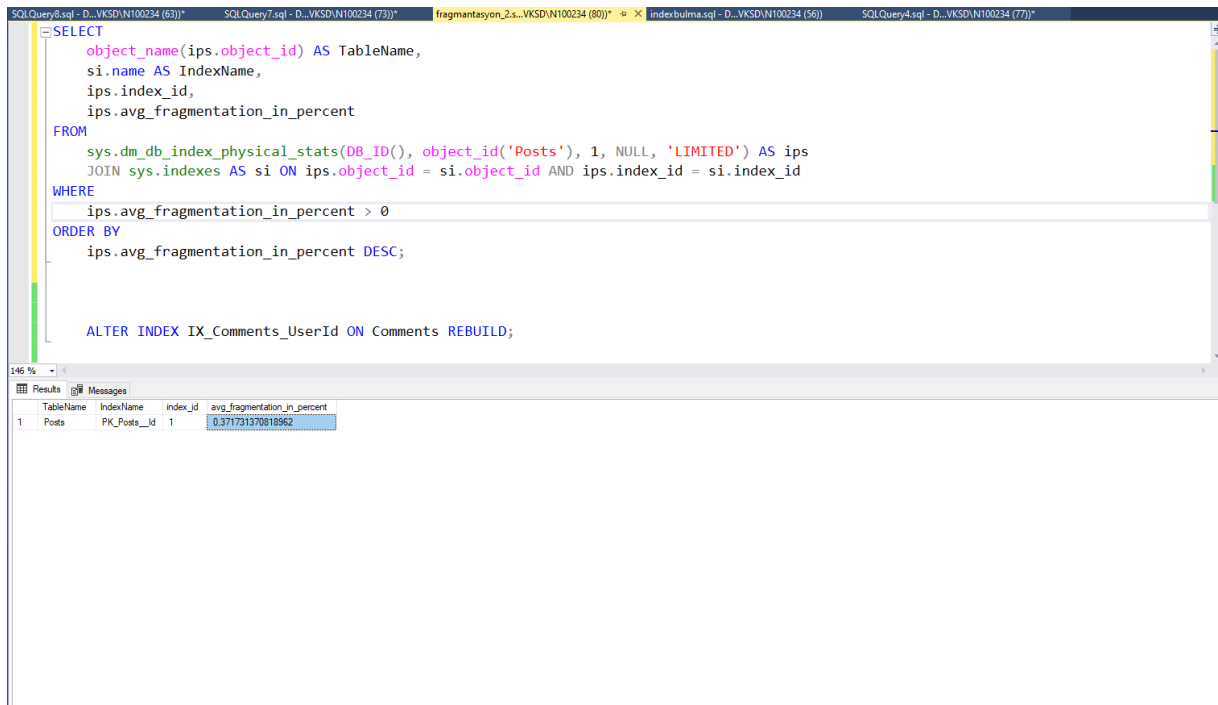 SQLQuery8.sql - D...VKSD\N100234 (63))* SQLQuery7.sql - D...VKSD\N100234 (73))* fragmantasyon_2.s...VKSD\N100234 (80))* indexbulma.sql - D...VKSD\N100234 (56)) SQLQuery4.sql - D...VKSD\N100234 (77))*
SELECT
object_name(ips.object_id) AS TableName,
si.name AS IndexName,
ips.index_id,
ips.avg_fragmentation_in_percent
FROM
sys.dm_db_index_physical_stats(DB_ID(), object_id('Posts'), 1, NULL, 'LIMITED') AS ips
JOIN sys.indexes AS si ON ips.object_id = si.object_id AND ips.index_id = si.index_id
WHERE
ips.avg_fragmentation_in_percent > 0
ORDER BY
ips.avg_fragmentation_in_percent DESC;
ALTER INDEX IX_Comments_UserId ON Comments REBUILD;
146 %
Results Messages
TableName IndexName index_id avg_fragmentation_in_percent
1 Posts PK_Posts__Id 1 0,371731370818962